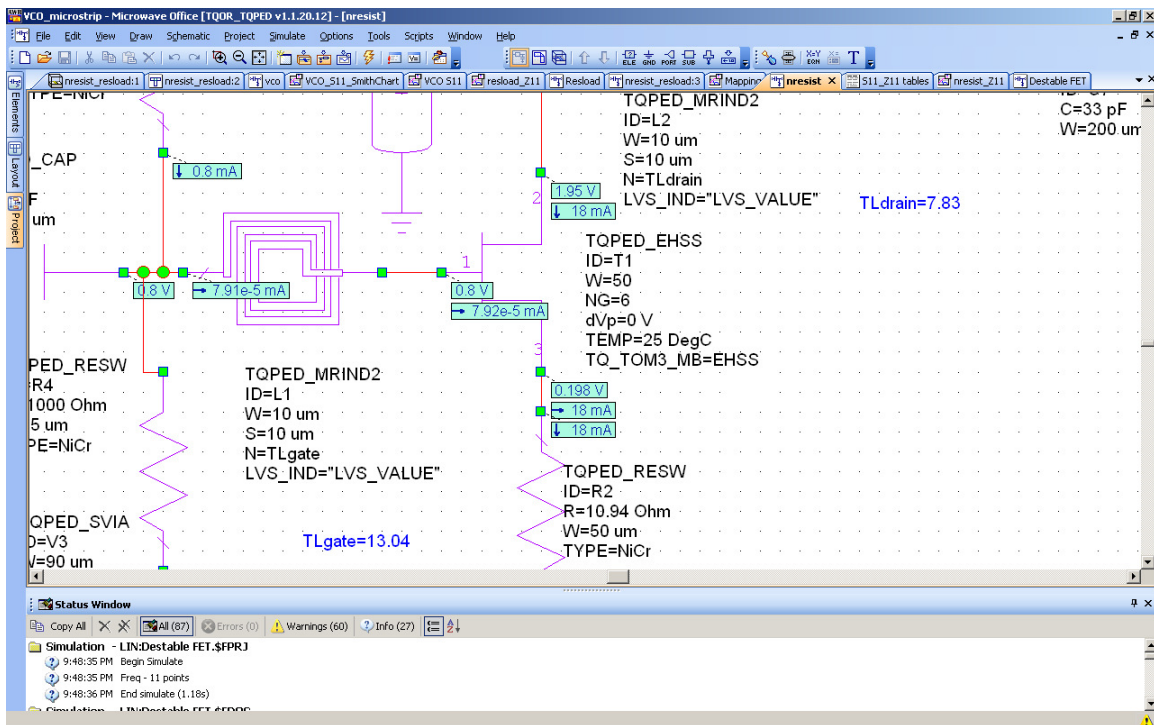 VCO_microstrip - Microwave Office [TQOR_TQPED v1.1.20.12] - [nresist]
File Edit View Draw Schematic Project Simulate Options Tools Scripts Window Help
ELE GND PORT SUB X=Y EQN T
nresist_resload:1 nresist_resload:2 vco VCO_S11_SmithChart VCO S11 resload_Z11 Resload nresist_resload:3 Mapping nresist S11_Z11 tables nresist_Z11 Destable FET
Elements
Layout
Project
TYPE=NiCr
_CAP
F
um
0.8 mA
0.8 V
7.91e-5 mA
0.8 V
7.92e-5 mA
1
2
3
1.95 V
18 mA
TQPED_MRIND2
ID=L2
W=10 um
S=10 um
N=TLdrain
LVS_IND="LVS_VALUE"
TLdrain=7.83
C=33 pF
W=200 um
TQPED_EHSS
ID=T1
W=50
NG=6
dVp=0 V
TEMP=25 DegC
TQ_TOM3_MB=EHSS
0.198 V
18 mA
18 mA
PED_RESW
=R4
1000 Ohm
5 um
PE=NiCr
TQPED_MRIND2
ID=L1
W=10 um
S=10 um
N=TLgate
LVS_IND="LVS_VALUE"
TLgate=13.04
TQPED_RESW
ID=R2
R=10.94 Ohm
W=50 um
TYPE=NiCr
QPED_SVIA
D=V3
W=90 um
Status Window
Copy All All (87) Errors (0) Warnings (60) Info (27)
Simulation - LIN:Destable FET.$FPRJ
9:48:35 PM Begin Simulate
9:48:35 PM Freq - 11 points
9:48:36 PM End simulate (1.18s)